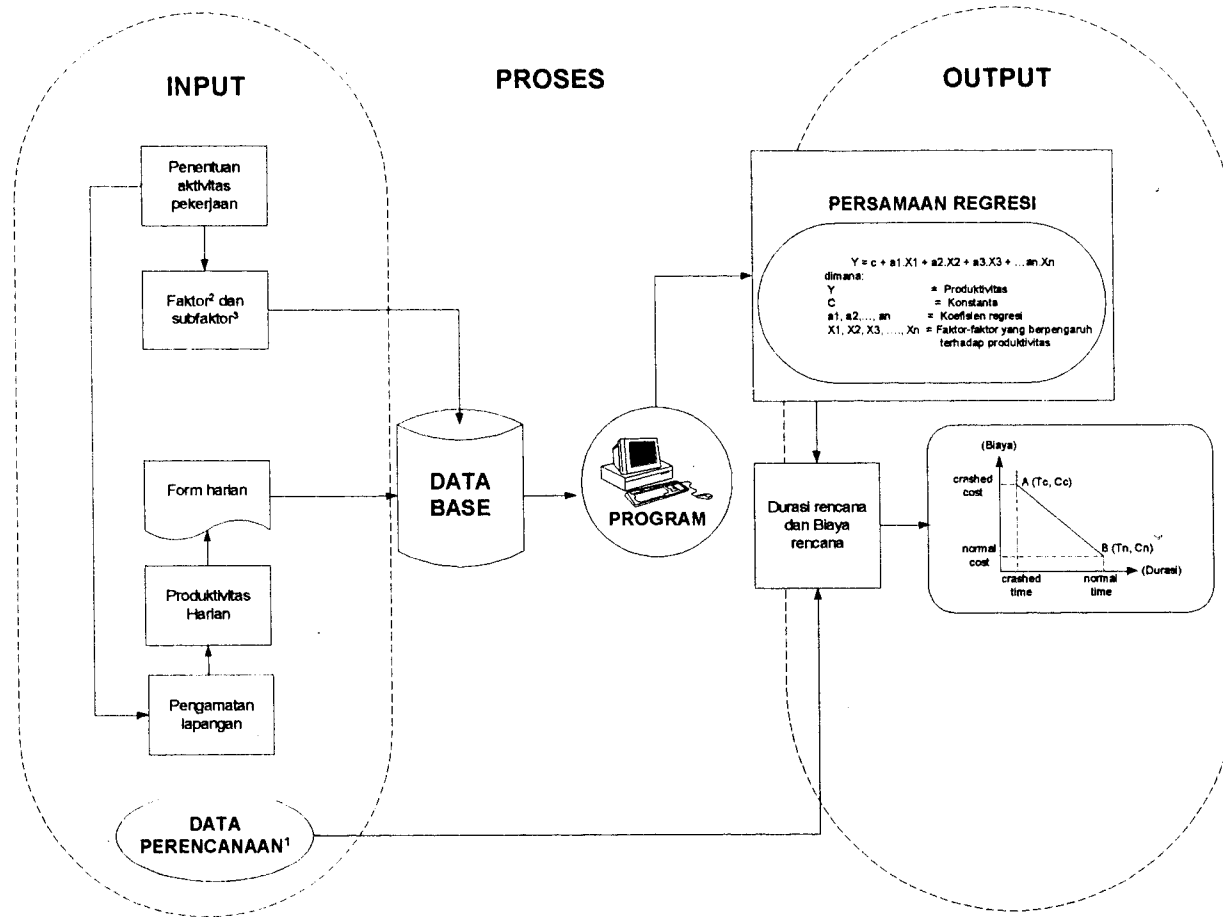 INPUT
PROSES
OUTPUT
Penentuan
aktivitas
pekerjaan
Faktor² dan
subfaktor³
Form harian
Produktivitas
Harian
Pengamatan
lapangan
DATA
PERENCANAAN¹
DATA
BASE
PROGRAM
PERSAMAAN REGRESI
Y = c + a1.X1 + a2.X2 + a3.X3 + ...an.Xn
dimana:
Y = Produktivitas
C = Konstanta
a1, a2,..., an = Koefisien regresi
X1, X2, X3, ...., Xn = Faktor-faktor yang berpengaruh
terhadap produktivitas
Durasi rencana
dan Biaya
rencana
(Biaya)
crashed
cost
A (Tc, Cc)
normal
cost
B (Tn, Cn)
crashed
time
normal
time
(Durasi)